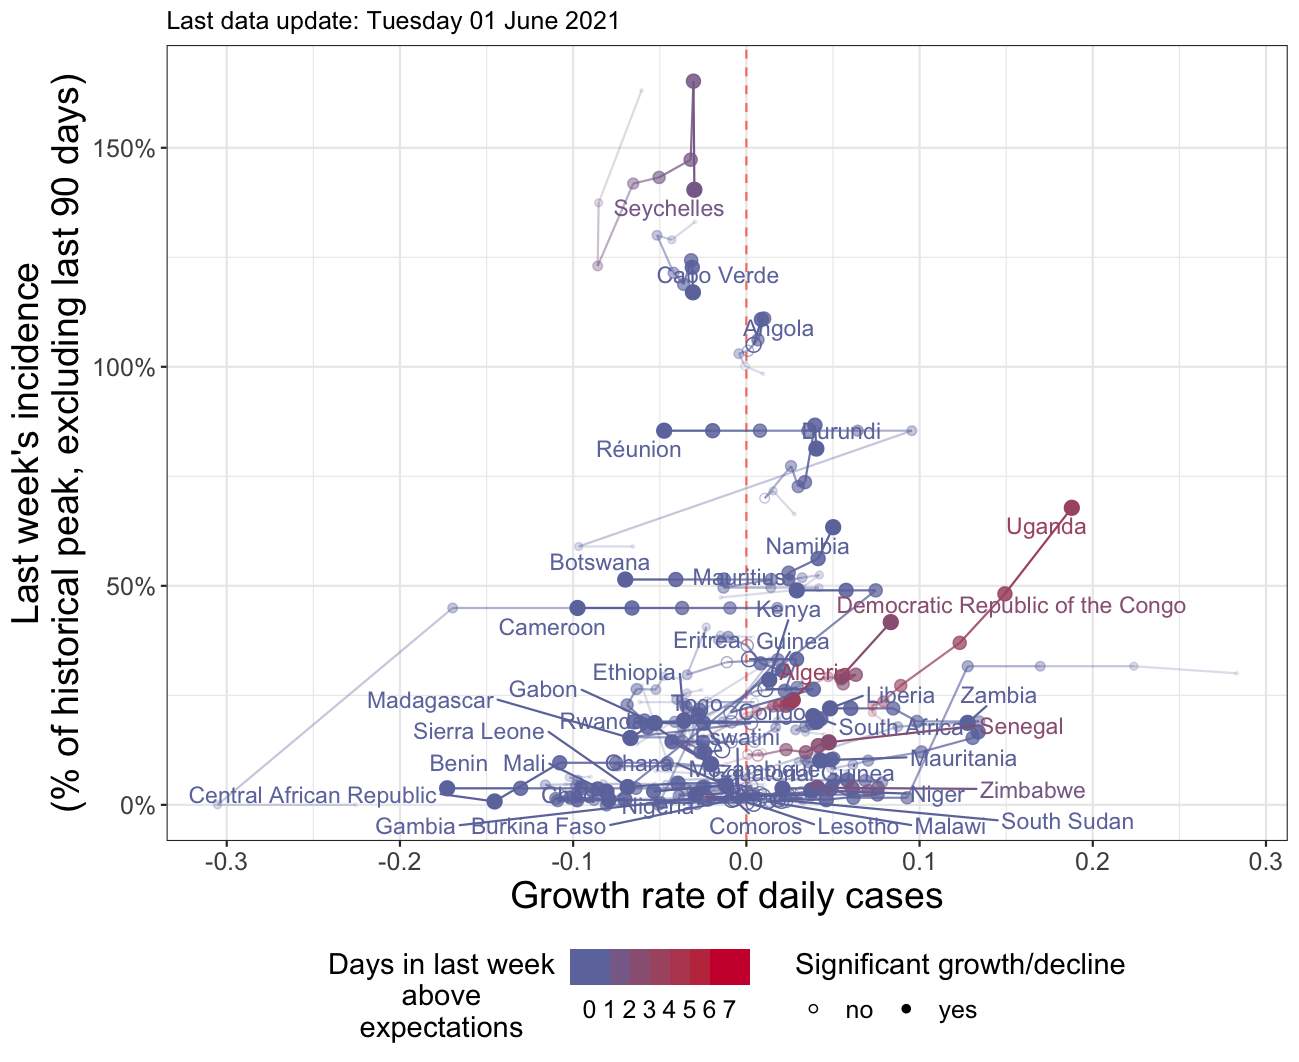 Last data update: Tuesday 01 June 2021
Last week's incidence
(% of historical peak, excluding last 90 days)
150%
100%
50%
0%
Seychelles
Cabo Verde
Angola
Réunion
Burundi
Uganda
Namibia
Botswana
Mauritius
Democratic Republic of the Congo
Kenya
Cameroon
Eritrea
Guinea
Ethiopia
Algeria
Gabon
Madagascar
Togo
Liberia
Zambia
Congo
Rwanda
South Africa
Senegal
Sierra Leone
Eswatini
Benin
Mali
Ghana
Mozambique
Mauritania
Equatorial Guinea
Central African Republic
Niger
Zimbabwe
Nigeria
Gambia
Burkina Faso
Comoros
Lesotho
Malawi
South Sudan
-0.3
-0.2
-0.1
0.0
0.1
0.2
0.3
Growth rate of daily cases
Days in last week
above
expectations
0 1 2 3 4 5 6 7
Significant growth/decline
no
yes